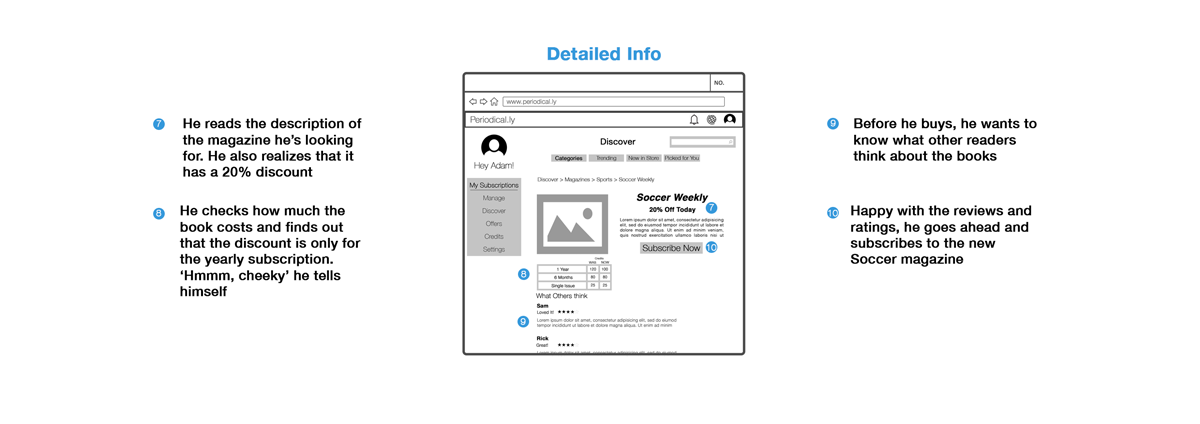 Detailed Info
7 He reads the description of
the magazine he's looking
for. He also realizes that it
has a 20% discount
8 He checks how much the
book costs and finds out
that the discount is only for
the yearly subscription.
‘Hmmm, cheeky’ he tells
himself
NO.
www.periodical.ly
Periodical.ly
Hey Adam!
My Subscriptions
Manage
Discover
Offers
Credits
Settings
Discover
Categories Trending New in Store Picked for You
Discover > Magazines > Sports > Soccer Weekly
Soccer Weekly
20% Off Today 7
Lorem ipsum dolor sit amet, consectetur adipiscing
elit, sed do eiusmod tempor incididunt ut labore et
dolore magna aliqua. Ut enim ad minim veniam,
quis nostrud exercitation ullamco laboris nisi ut
Subscribe Now 10
WAS NOW
8
1 Year 120 100
6 Months
Single Issue
What Others think
Sam
Loved it! ★★★★
9
Lorem ipsum dolor sit amet, consectetur adipiscing elit, sed do eiusmod
tempor incididunt ut labore et dolore magna aliqua. Ut enim ad minim
Rick
Great! ★★★★
9 Before he buys, he wants to
know what other readers
think about the books
10 Happy with the reviews and
ratings, he goes ahead and
subscribes to the new
Soccer magazine